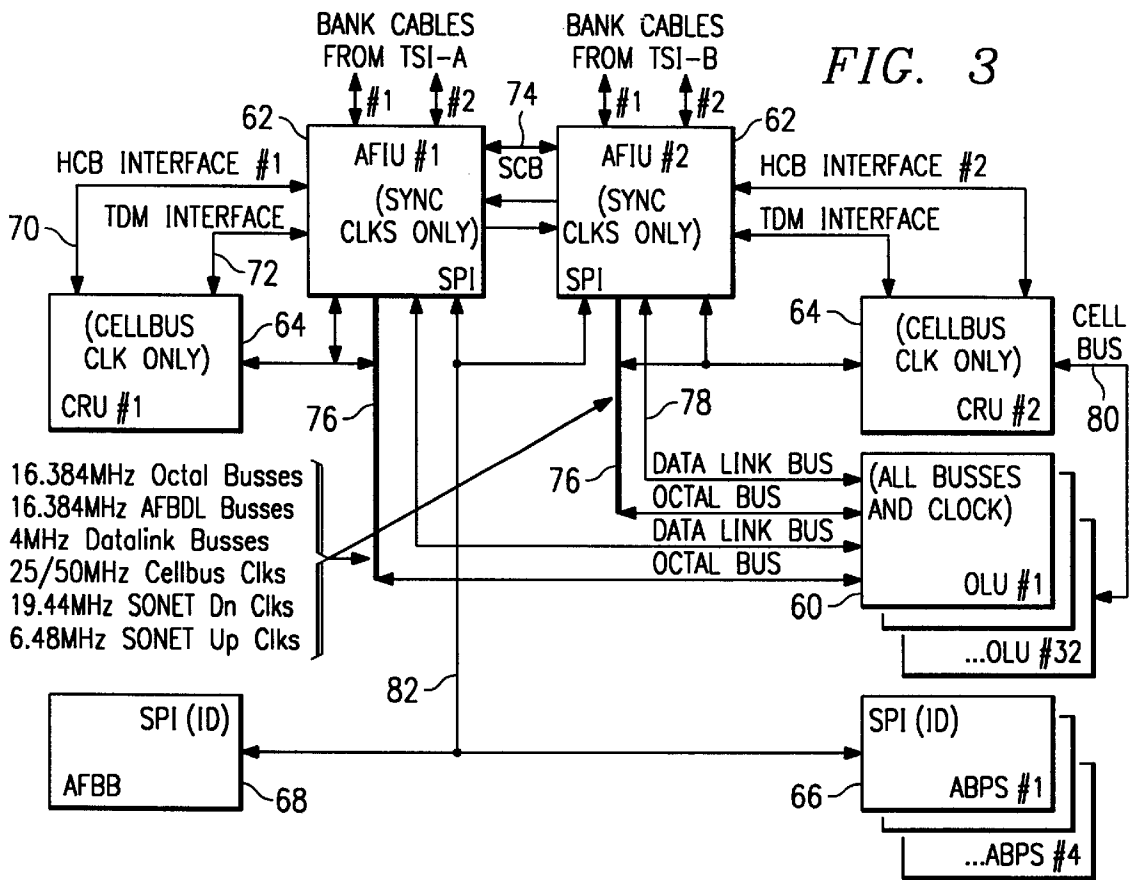 BANK CABLES
FROM TSI-A
BANK CABLES
FROM TSI-B
FIG. 3
#1
#2
#1
#2
74
62
62
AFIU #1
SCB
AFIU #2
HCB INTERFACE #1
HCB INTERFACE #2
(SYNC
CLKS ONLY)
(SYNC
CLKS ONLY)
TDM INTERFACE
TDM INTERFACE
70
72
SPI
SPI
(CELLBUS
CLK ONLY)
64
CRU #1
64
(CELLBUS
CLK ONLY)
CRU #2
CELL
BUS
80
76
78
76
16.384MHz Octal Busses
16.384MHz AFBDL Busses
4MHz Datalink Busses
25/50MHz Cellbus Clks
19.44MHz SONET Dn Clks
6.48MHz SONET Up Clks
DATA LINK BUS
OCTAL BUS
DATA LINK BUS
OCTAL BUS
(ALL BUSSES
AND CLOCK)
OLU #1
60
...OLU #32
82
SPI (ID)
AFBB
68
SPI (ID)
66
ABPS #1
...ABPS #4